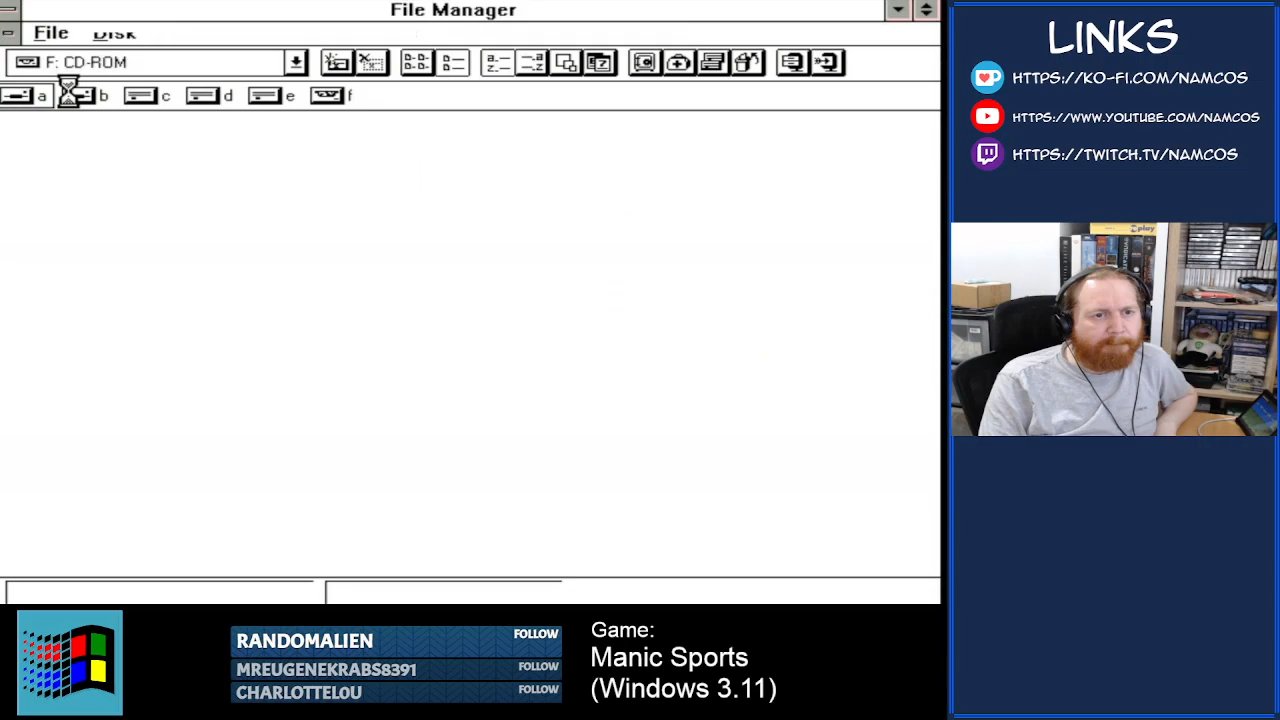 File Manager
File Disk
F: CD-ROM
a b c d e f
LINKS
HTTPS://KO-FI.COM/NAMCOS
HTTPS://WWW.YOUTUBE.COM/NAMCOS
HTTPS://TWITCH.TV/NAMCOS
play
RANDOMALIEN FOLLOW
MREUGENEKRABS8391 FOLLOW
CHARLOTTELOU FOLLOW
Game:
Manic Sports
(Windows 3.11)